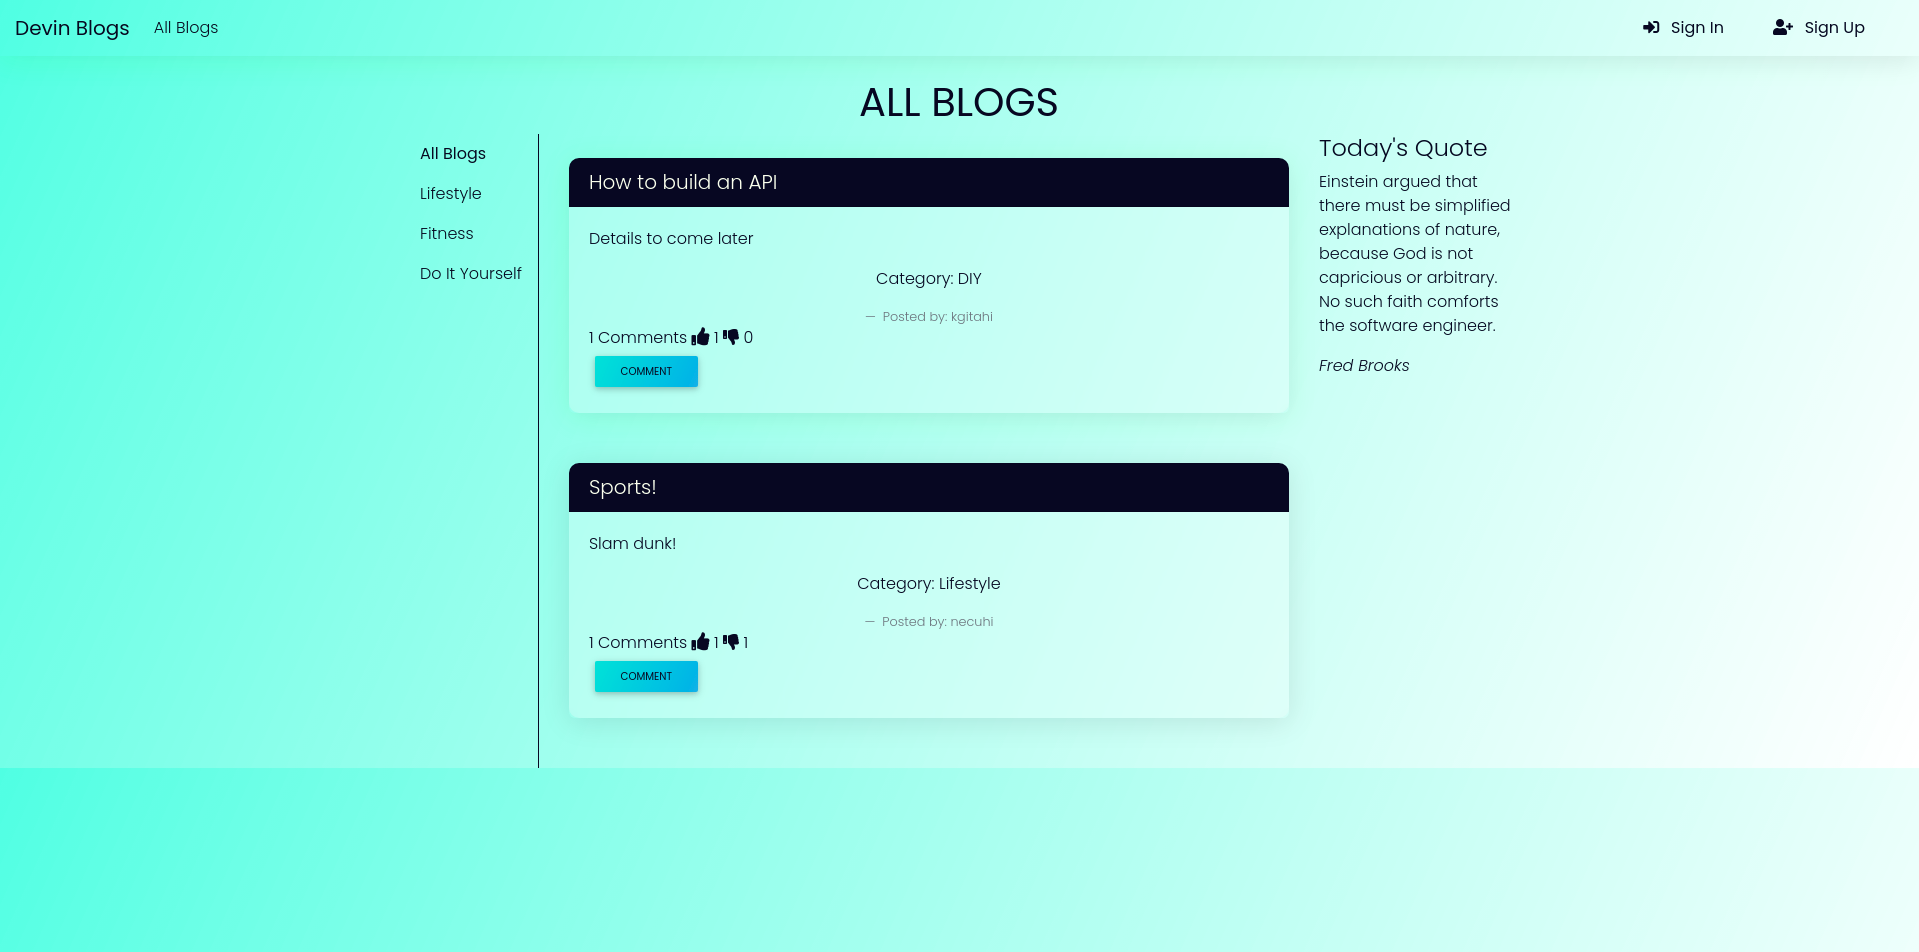 Devin Blogs All Blogs Sign In Sign Up
ALL BLOGS
All Blogs
Lifestyle
Fitness
Do It Yourself
How to build an API
Details to come later
Category: DIY
— Posted by: kgitahi
1 Comments 1 0
COMMENT
Sports!
Slam dunk!
Category: Lifestyle
— Posted by: necuhi
1 Comments 1 1
COMMENT
Today's Quote
Einstein argued that
there must be simplified
explanations of nature,
because God is not
capricious or arbitrary.
No such faith comforts
the software engineer.
Fred Brooks